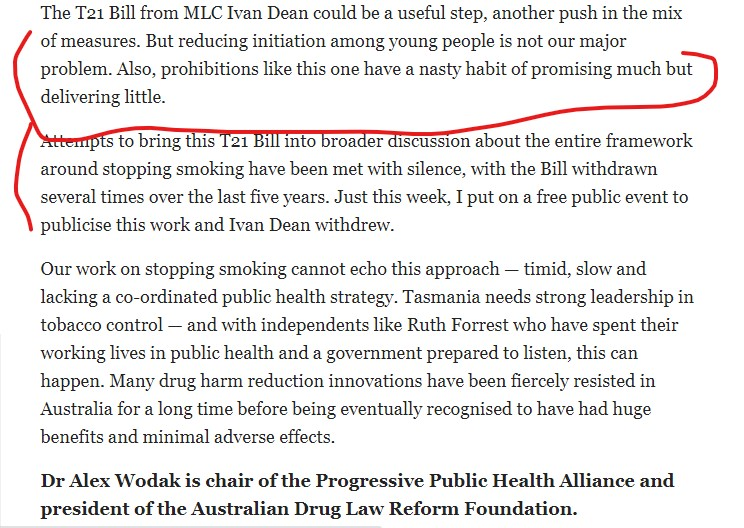 The T21 Bill from MLC Ivan Dean could be a useful step, another push in the mix
of measures. But reducing initiation among young people is not our major
problem. Also, prohibitions like this one have a nasty habit of promising much but
delivering little.
Attempts to bring this T21 Bill into broader discussion about the entire framework
around stopping smoking have been met with silence, with the Bill withdrawn
several times over the last five years. Just this week, I put on a free public event to
publicise this work and Ivan Dean withdrew.
Our work on stopping smoking cannot echo this approach — timid, slow and
lacking a co-ordinated public health strategy. Tasmania needs strong leadership in
tobacco control — and with independents like Ruth Forrest who have spent their
working lives in public health and a government prepared to listen, this can
happen. Many drug harm reduction innovations have been fiercely resisted in
Australia for a long time before being eventually recognised to have had huge
benefits and minimal adverse effects.
Dr Alex Wodak is chair of the Progressive Public Health Alliance and
president of the Australian Drug Law Reform Foundation.